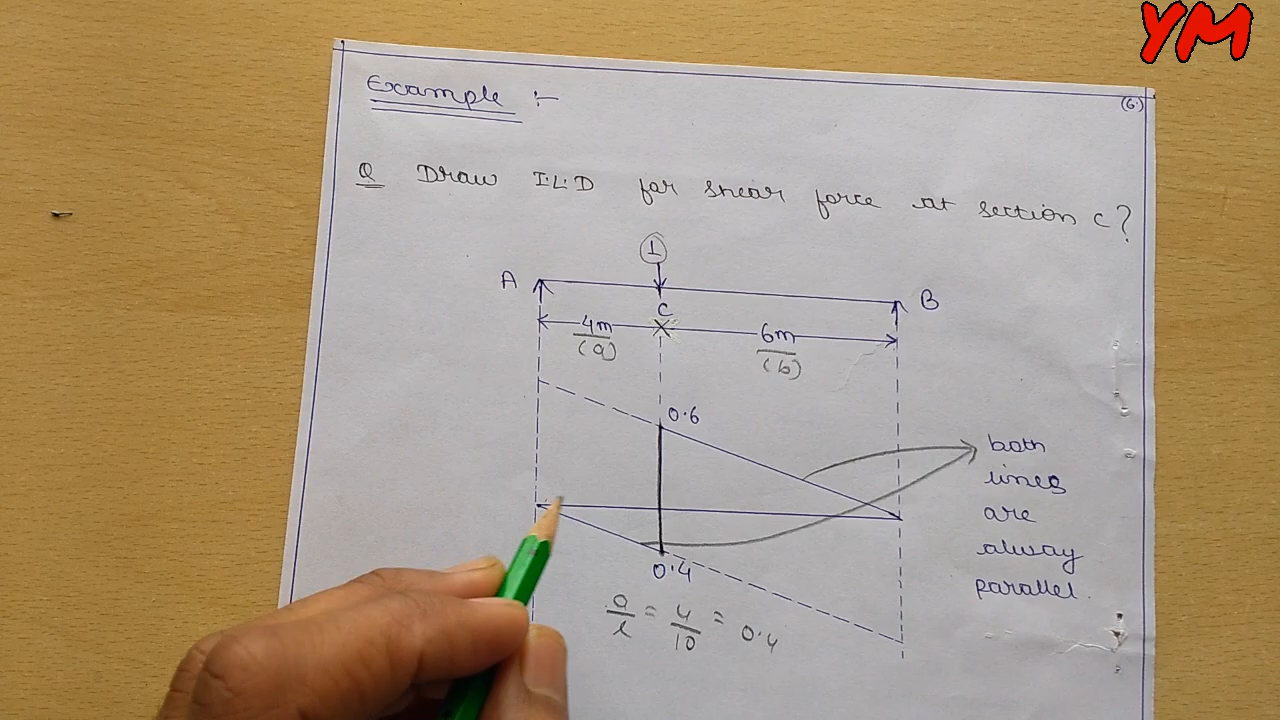 YM
(6.)
Example :-
Q Draw I.L.D for shear force at section C?
1
A
B
C
4m
(a)
6m
(b)
0.6
both
lines
are
alway
parallel.
0.4
a/l = 4/10 = 0.4